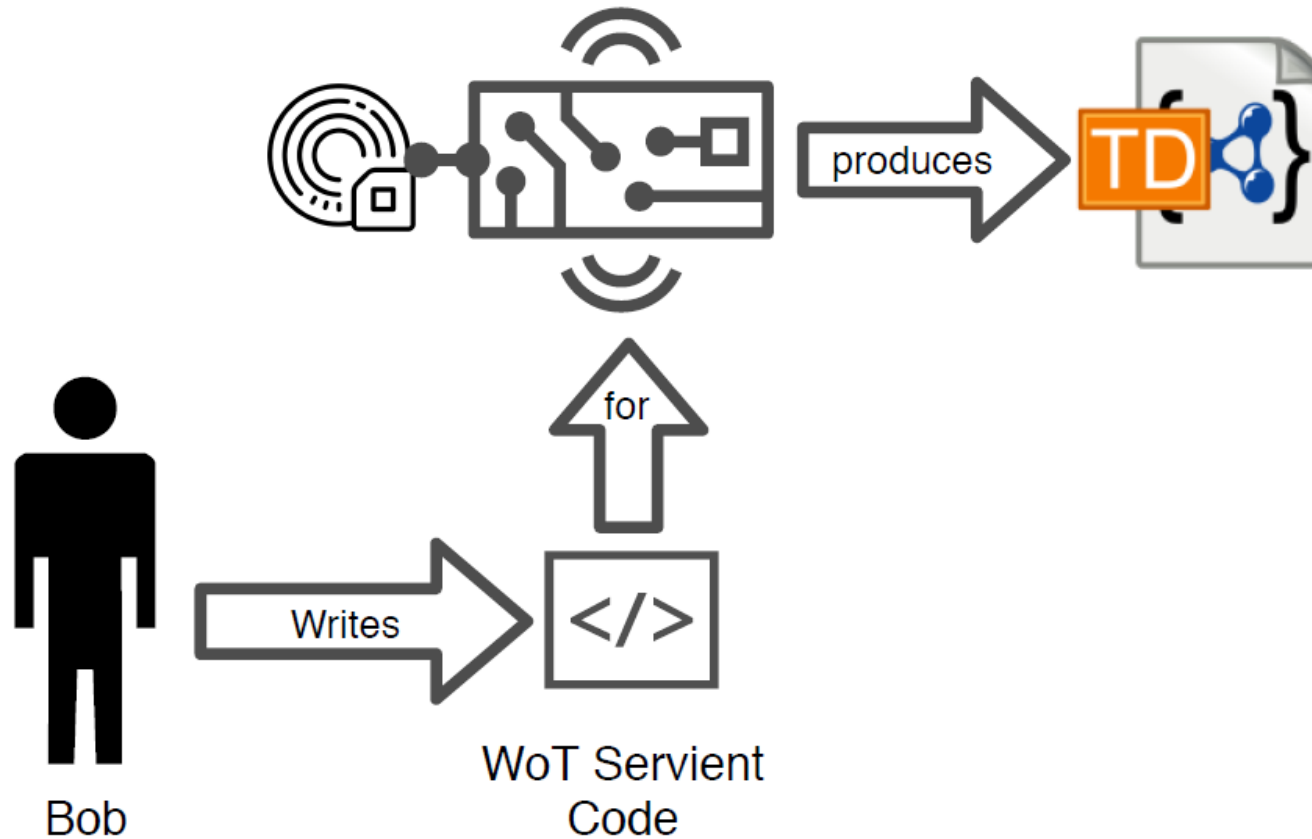 produces
TD
{ }
for
Writes
</>
WoT Servient
Code
Bob